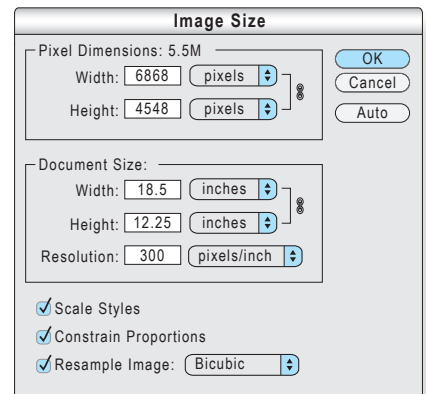 Image Size
Pixel Dimensions: 5.5M
OK
Width: 6868 pixels
Cancel
Height: 4548 pixels
Auto
Document Size:
Width: 18.5 inches
Height: 12.25 inches
Resolution: 300 pixels/inch
Scale Styles
Constrain Proportions
Resample Image: Bicubic